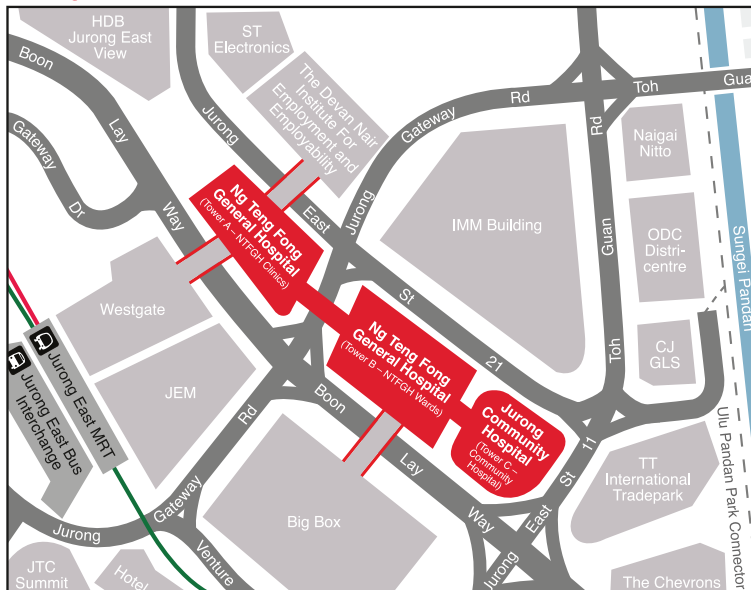 HDB
Jurong East
View
ST
Electronics
The Devan Nair
Institute For
Employment and
Employability
Boon
Lay
Way
Gateway
Dr
Jurong
East
St
21
Jurong
Gateway
Rd
Toh
Gua
Rd
Guan
Toh
Naigai
Nitto
ODC
Distri-
centre
CJ
GLS
Sungei Pandan
Ulu Pandan Park Connector
IMM Building
Ng Teng Fong
General Hospital
(Tower A – NTFGH Clinics)
Ng Teng Fong
General Hospital
(Tower B – NTFGH Wards)
Jurong
Community
Hospital
(Tower C –
Community
Hospital)
Westgate
JEM
Jurong East MRT
Jurong East Bus
Interchange
Jurong
Gateway
Rd
Boon
Lay
Way
Jurong
East
St
11
TT
International
Tradepark
Big Box
Venture
JTC
Summit
Hotel
The Chevrons